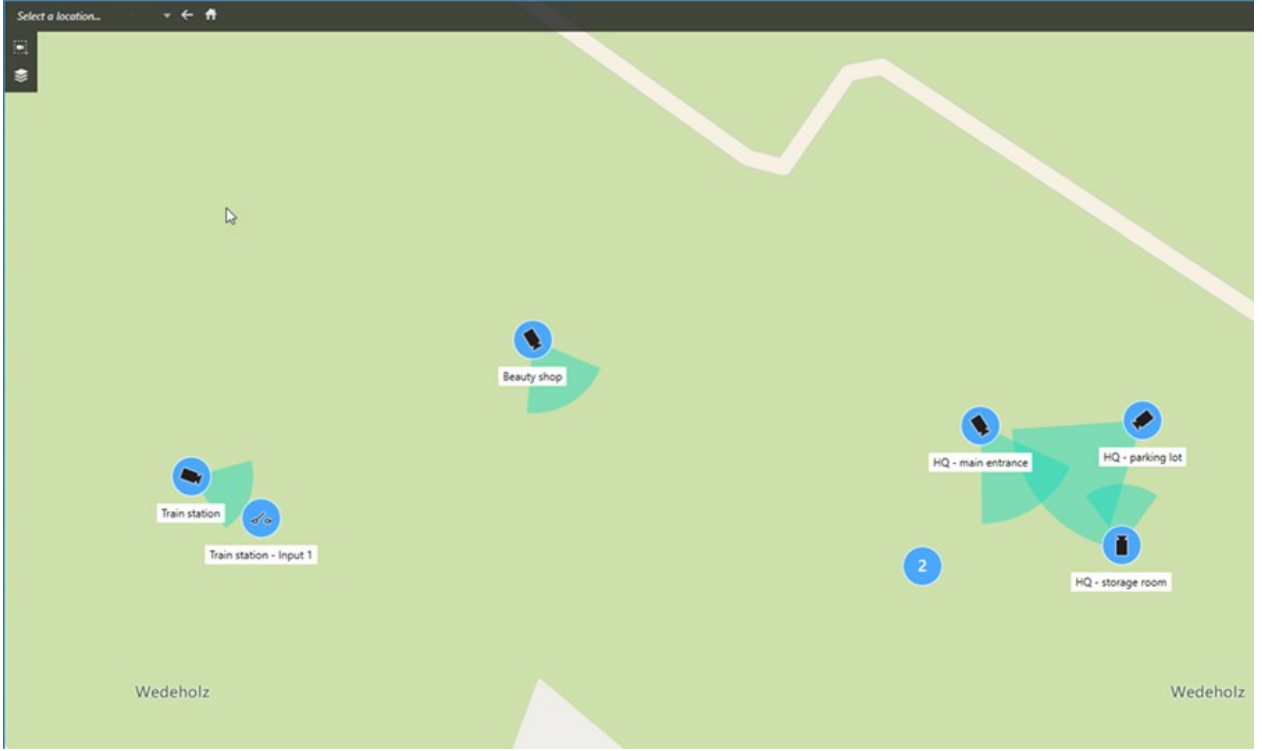 Select a location...
Beauty shop
HQ - main entrance
HQ - parking lot
Train station
Train station - Input 1
2
HQ - storage room
Wedeholz
Wedeholz